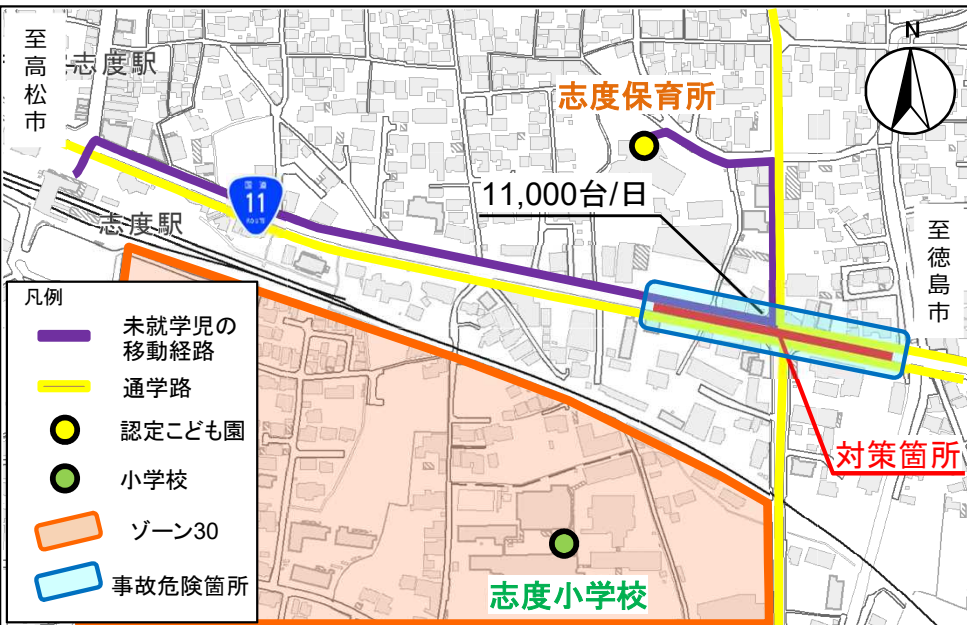 至高松市
志度駅
志度保育所
N
国道
11
ROUTE
11,000台/日
志度駅
至徳島市
凡例
未就学児の
移動経路
通学路
認定こども園
小学校
ゾーン30
事故危険箇所
対策箇所
志度小学校